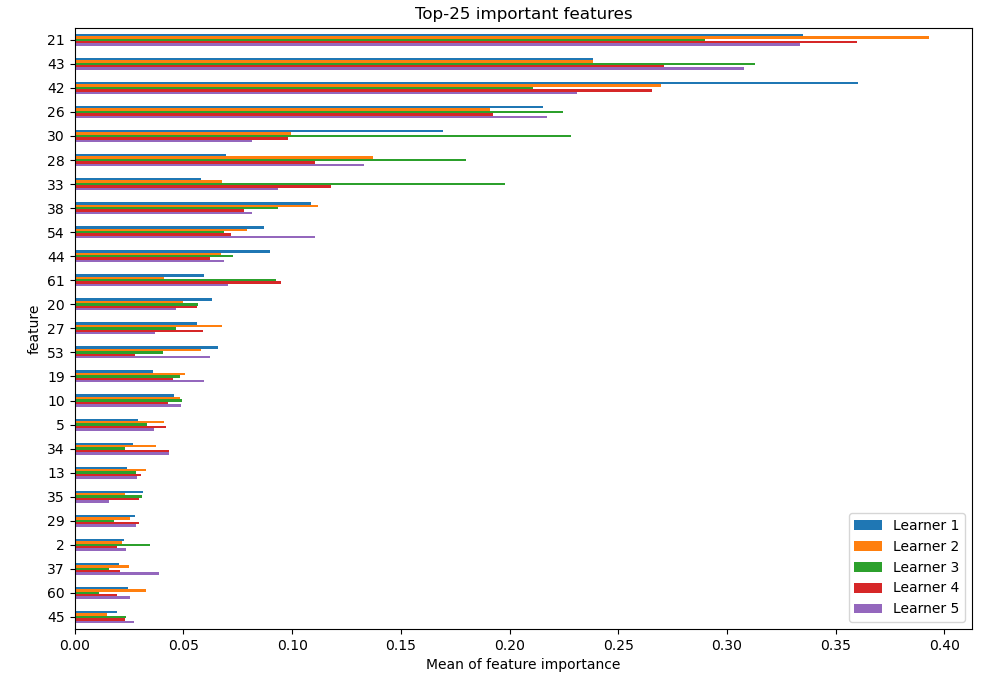 Top-25 important features
feature
21
43
42
26
30
28
33
38
54
44
61
20
27
53
19
10
5
34
13
35
29
2
37
60
45
Learner 1
Learner 2
Learner 3
Learner 4
Learner 5
0.00 0.05 0.10 0.15 0.20 0.25 0.30 0.35 0.40
Mean of feature importance